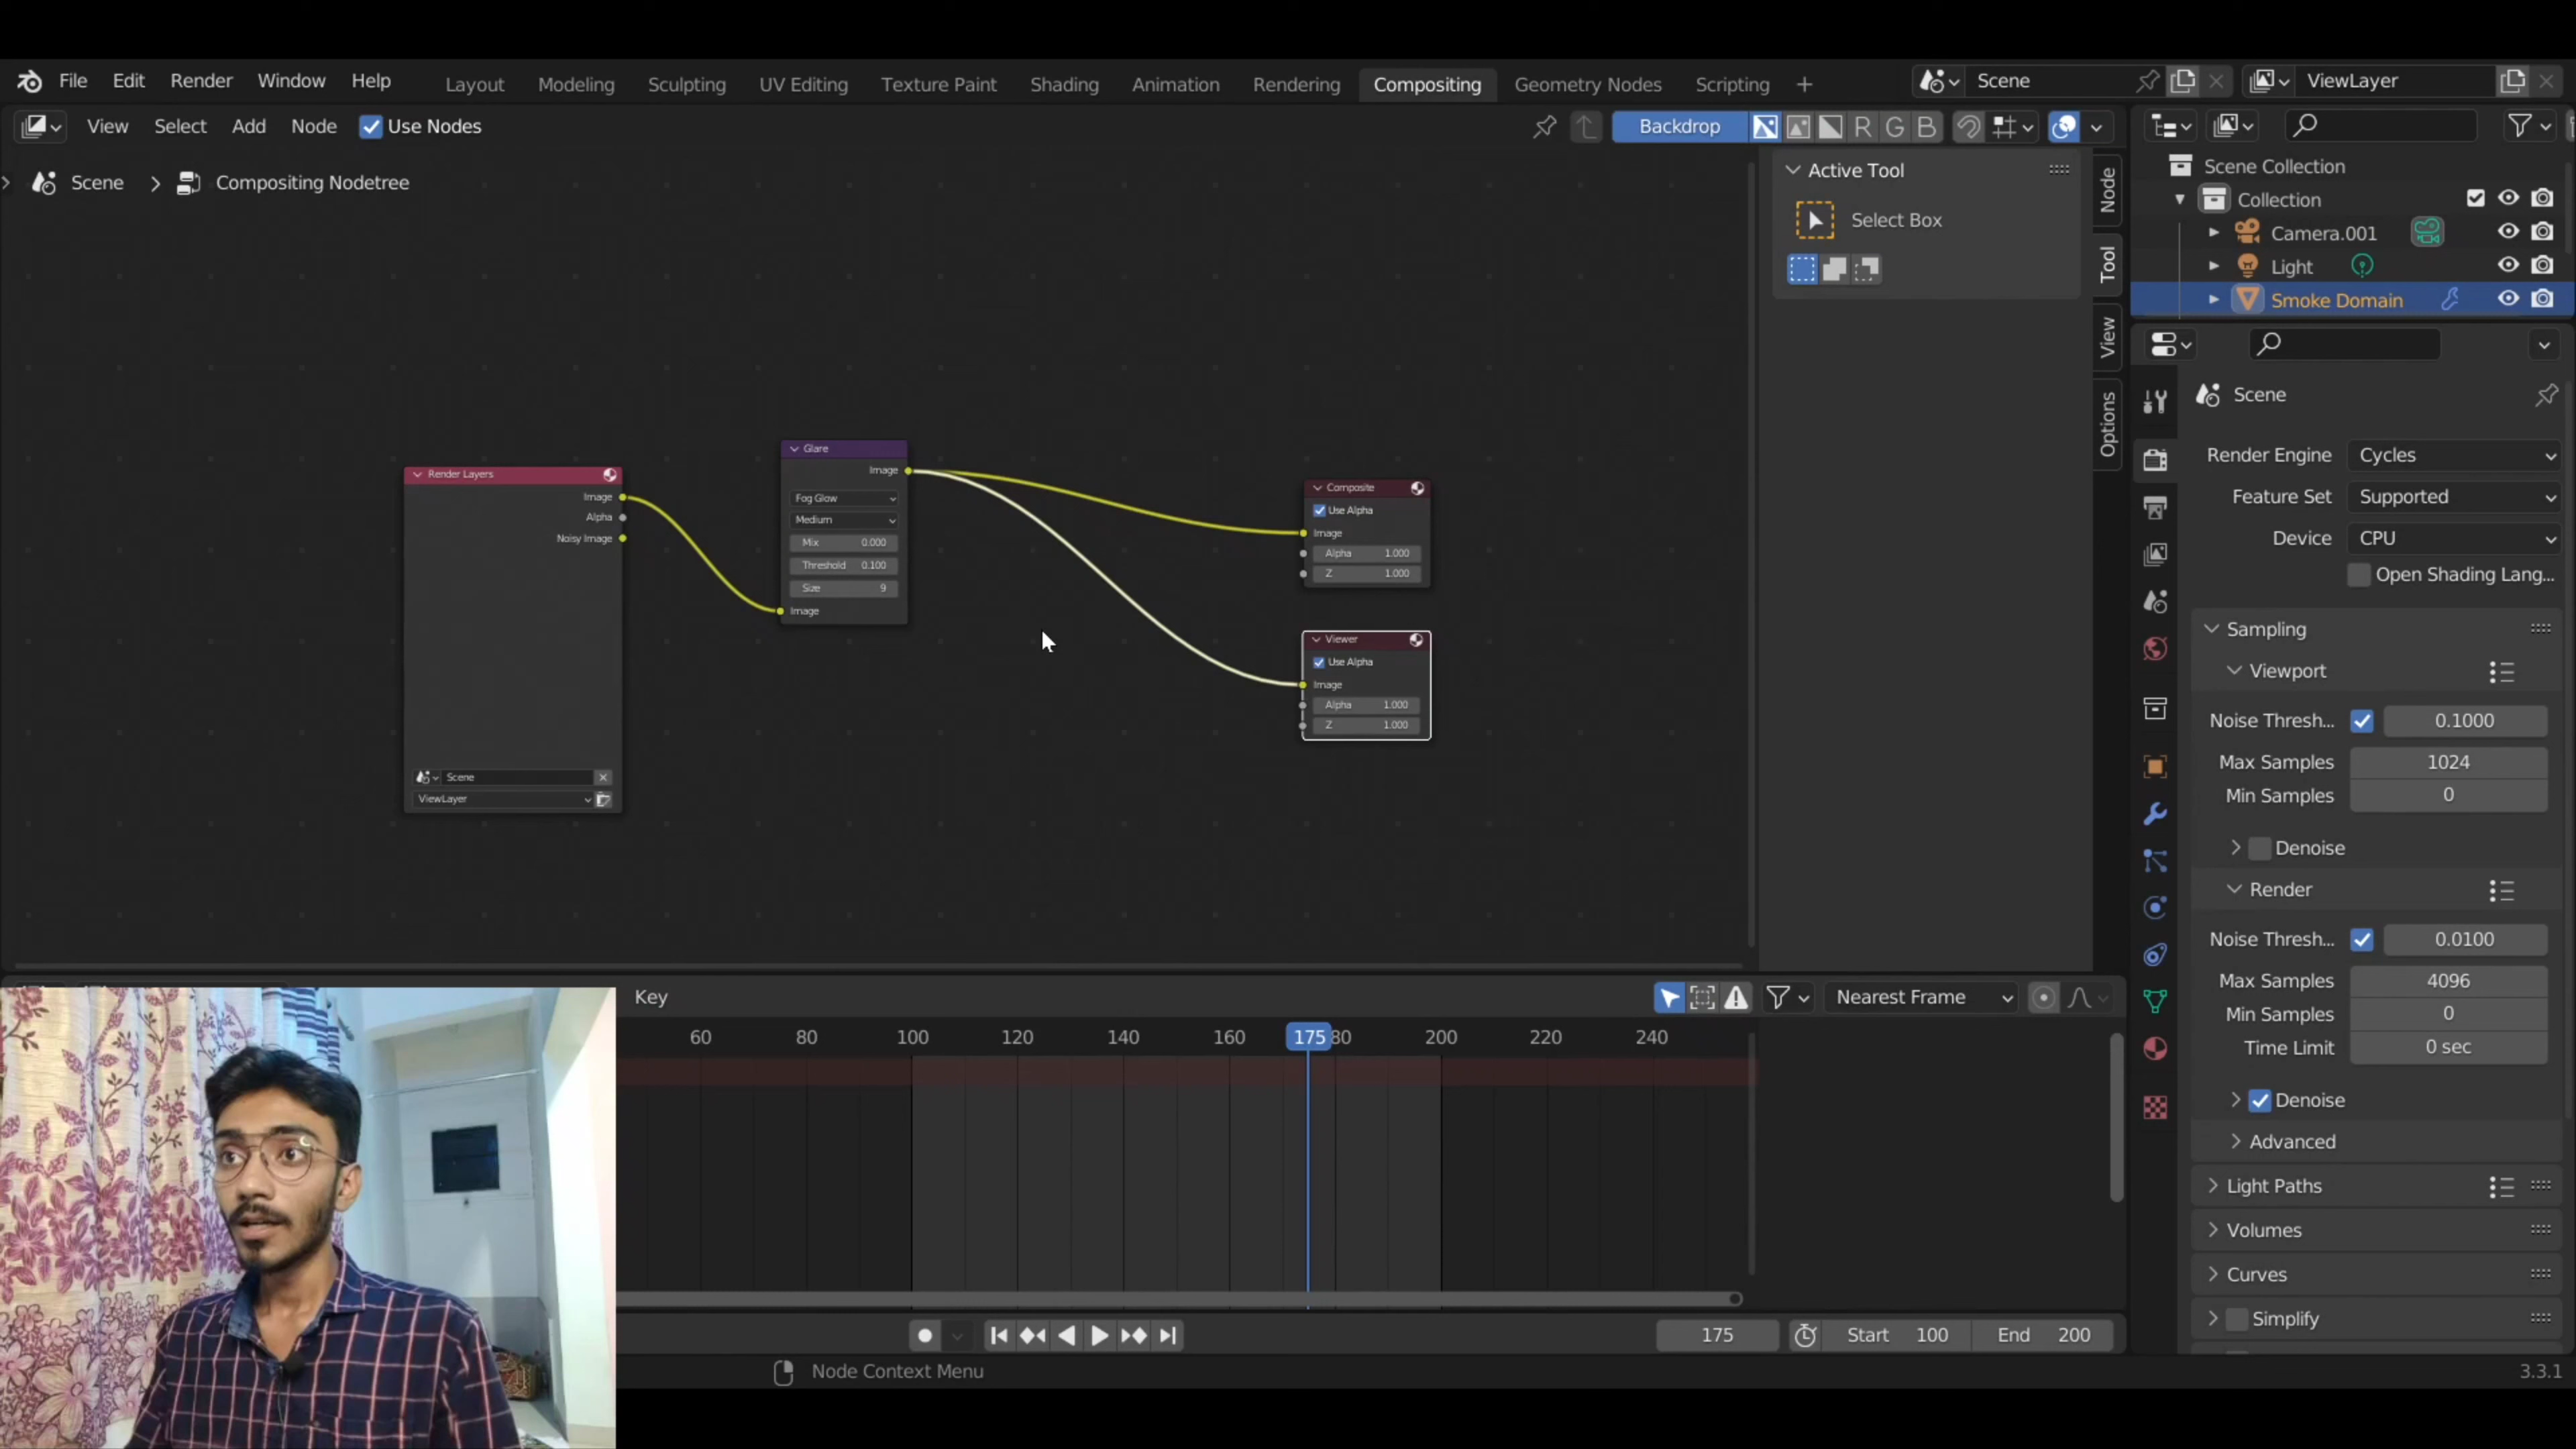 File Edit Render Window Help Layout Modeling Sculpting UV Editing Texture Paint Shading Animation Rendering Compositing Geometry Nodes Scripting + Scene ViewLayer
View Select Add Node Use Nodes Backdrop R G B
Scene > Compositing Nodetree
Active Tool
Select Box
Node
Tool
View
Options
Scene Collection
Collection
Camera.001
Light
Smoke Domain
Render Layers
Image
Alpha
Noisy Image
Scene
ViewLayer
Glare
Image
Fog Glow
Medium
Mix 0.000
Threshold 0.100
Size 9
Image
Composite
Use Alpha
Image
Alpha 1.000
Z 1.000
Viewer
Use Alpha
Image
Alpha 1.000
Z 1.000
Scene
Render Engine Cycles
Feature Set Supported
Device CPU
Open Shading Lang...
Sampling
Viewport
Noise Thresh... 0.1000
Max Samples 1024
Min Samples 0
Denoise
Render
Noise Thresh... 0.0100
Max Samples 4096
Min Samples 0
Time Limit 0 sec
Denoise
Advanced
Light Paths
Volumes
Curves
Simplify
Key Nearest Frame
60 80 100 120 140 160 175 80 200 220 240
175 Start 100 End 200
Node Context Menu 3.3.1